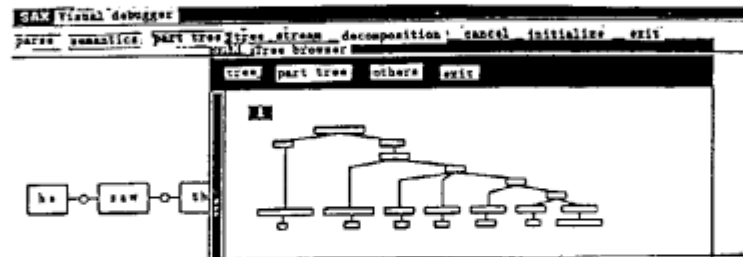 SAX Visual debugger
parse semantics part tree tree stream decomposition cancel initialize exit
Tree browser
tree part tree others exit
1
he saw th